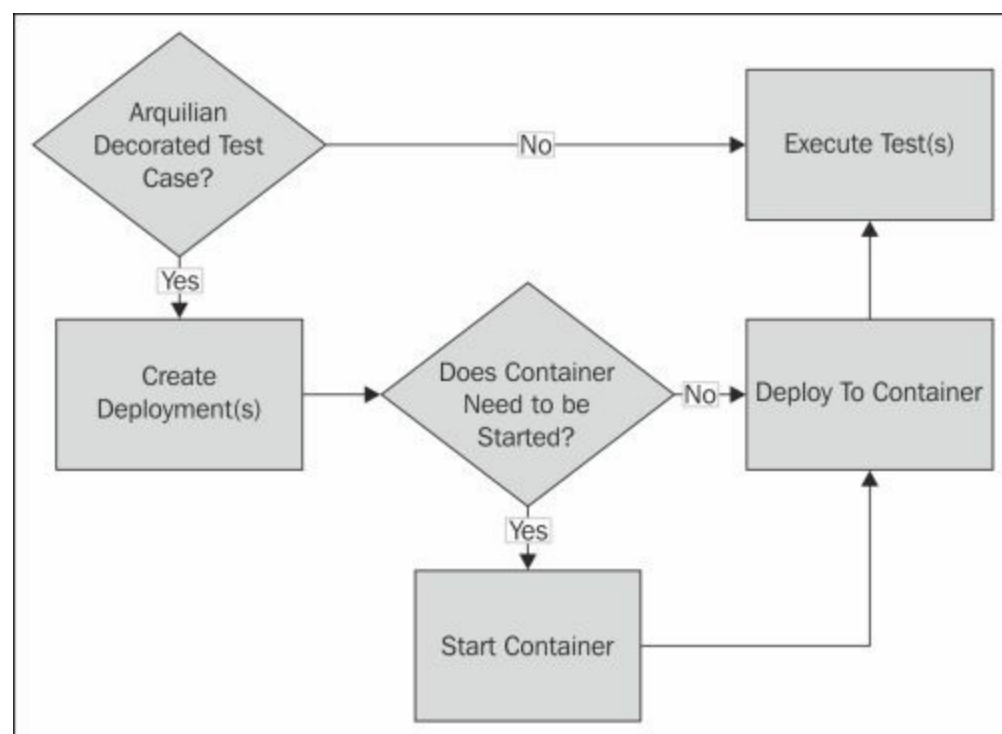 Arquilian
Decorated Test
Case?
No
Execute Test(s)
Yes
Create
Deployment(s)
Does Container
Need to be
Started?
No
Deploy To Container
Yes
Start Container